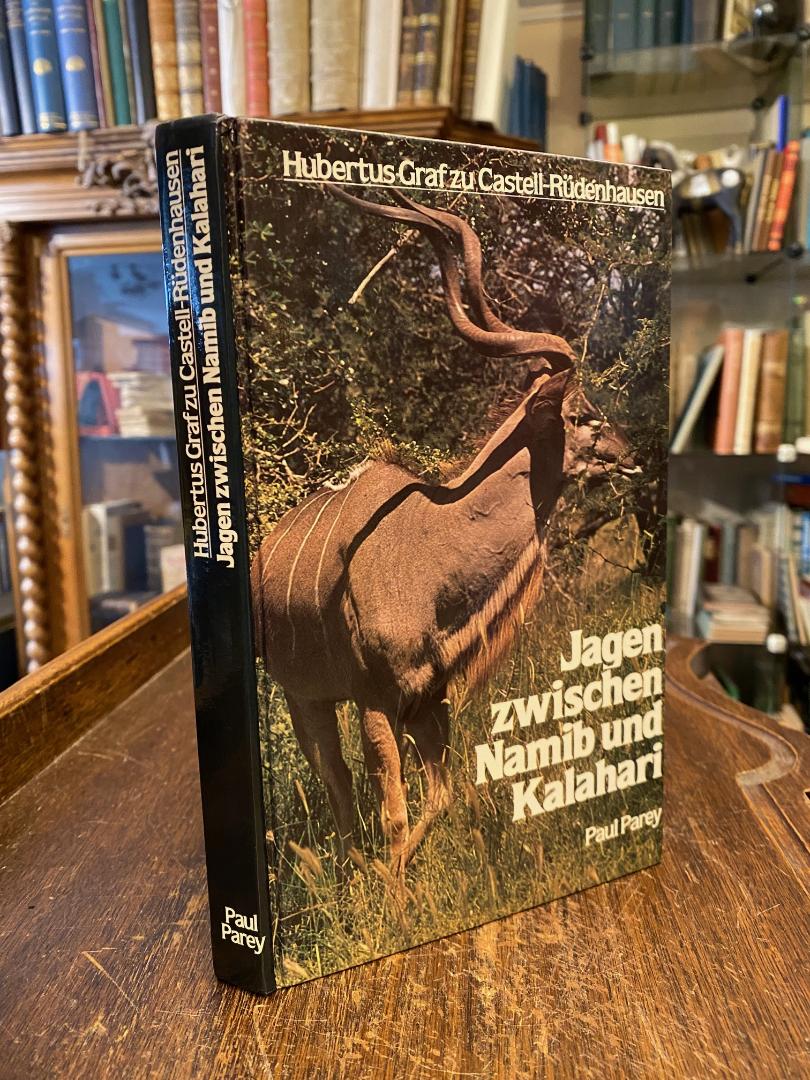 Hubertus Graf zu Castell-Rüdenhausen
Jagen zwischen Namib und Kalahari
Paul
Parey
Hubertus Graf zu Castell-Rüdenhausen
Jagen
zwischen
Namib und
Kalahari
Paul Parey